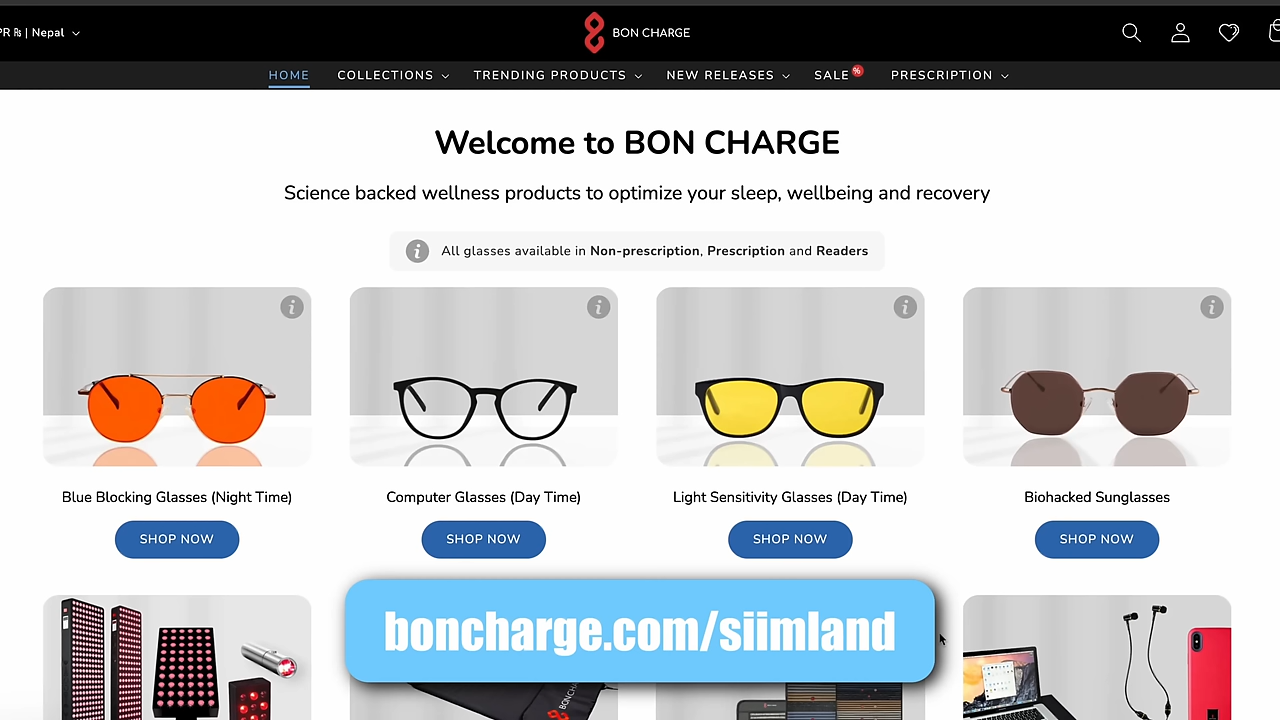 PR ₨ | Nepal
BON CHARGE
HOME
COLLECTIONS
TRENDING PRODUCTS
NEW RELEASES
SALE
%
PRESCRIPTION
Welcome to BON CHARGE
Science backed wellness products to optimize your sleep, wellbeing and recovery
i All glasses available in Non-prescription, Prescription and Readers
i
i
i
i
Blue Blocking Glasses (Night Time)
Computer Glasses (Day Time)
Light Sensitivity Glasses (Day Time)
Biohacked Sunglasses
SHOP NOW
SHOP NOW
SHOP NOW
SHOP NOW
boncharge.com/siimland